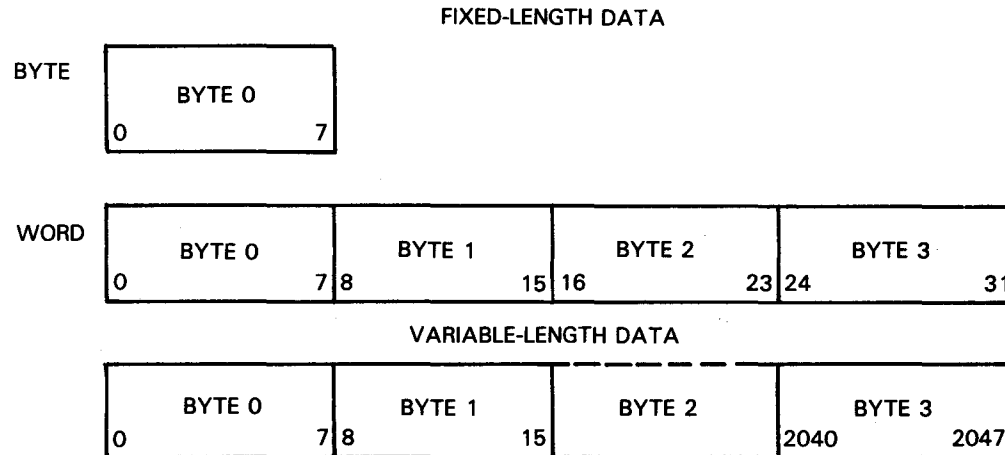 FIXED-LENGTH DATA
BYTE
BYTE 0
0 7
WORD
BYTE 0 BYTE 1 BYTE 2 BYTE 3
0 7 8 15 16 23 24 31
VARIABLE-LENGTH DATA
BYTE 0 BYTE 1 BYTE 2 BYTE 3
0 7 8 15 2040 2047